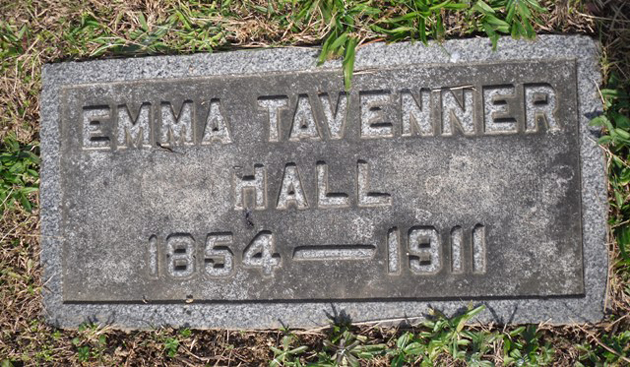 EMMA TAVENNER
HALL
1854 — 1911